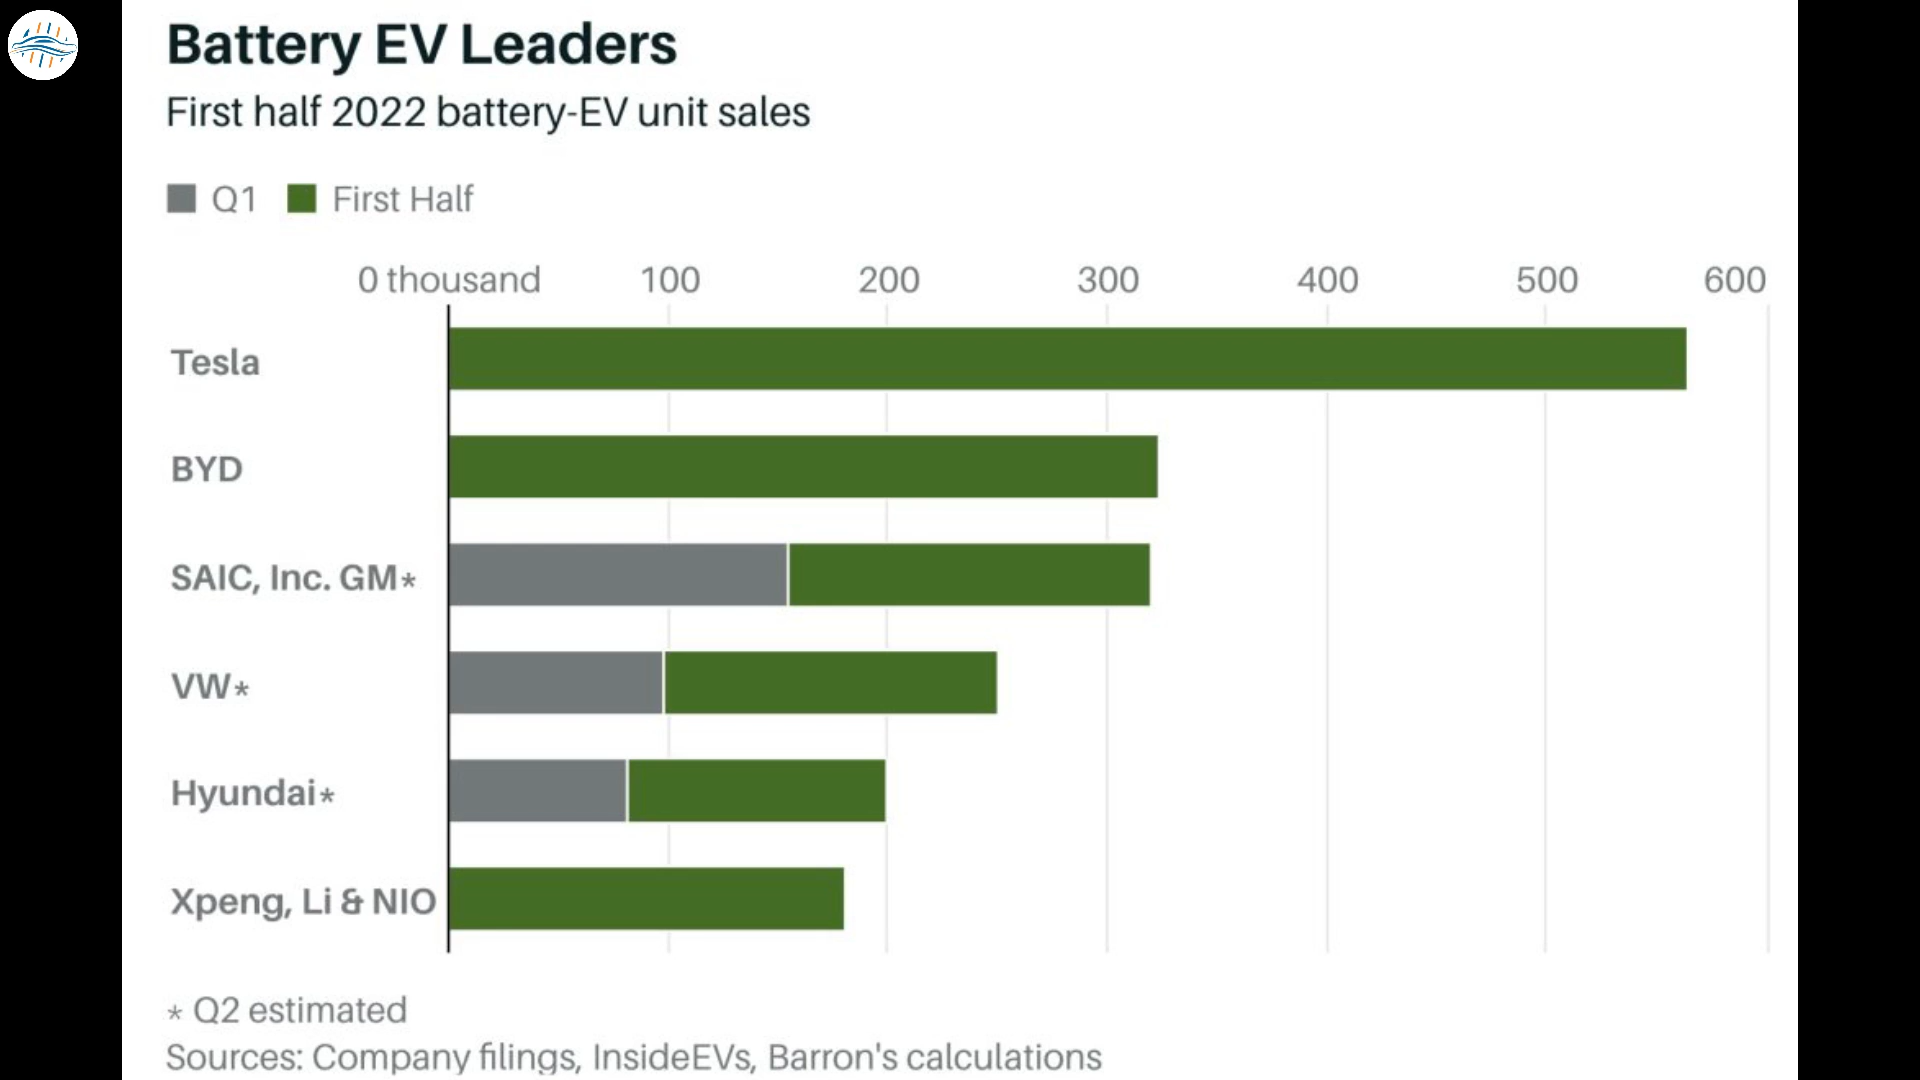 Battery EV Leaders
First half 2022 battery-EV unit sales
Q1 First Half
0 thousand 100 200 300 400 500 600
Tesla
BYD
SAIC, Inc. GM*
VW*
Hyundai*
Xpeng, Li & NIO
* Q2 estimated
Sources: Company filings, InsideEVs, Barron's calculations